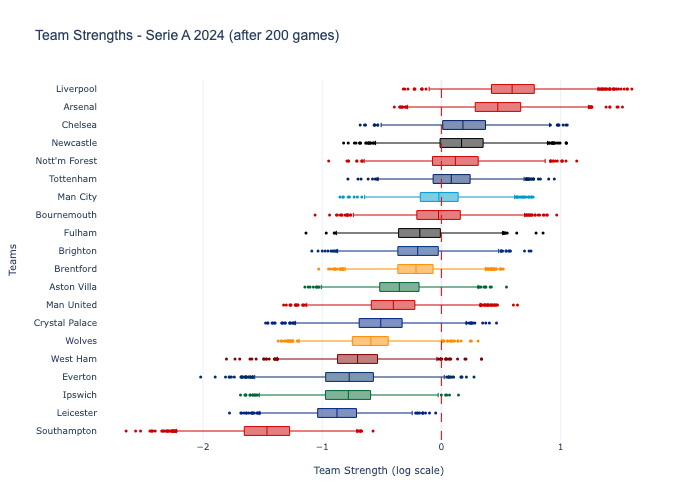 Team Strengths - Serie A 2024 (after 200 games)
Liverpool
Arsenal
Chelsea
Newcastle
Nott'm Forest
Tottenham
Man City
Bournemouth
Fulham
Brighton
Brentford
Aston Villa
Man United
Crystal Palace
Wolves
West Ham
Everton
Ipswich
Leicester
Southampton
Teams
−2 −1 0 1
Team Strength (log scale)